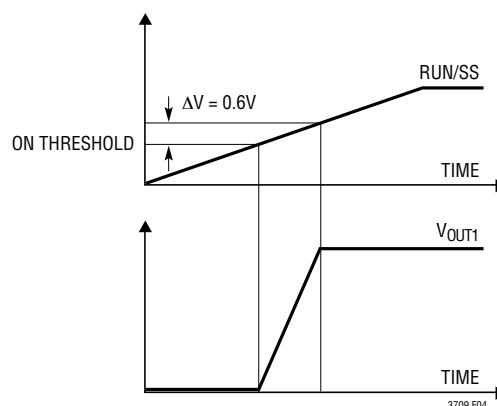 RUN/SS
ΔV = 0.6V
ON THRESHOLD
TIME
VOUT1
TIME
3709 F04